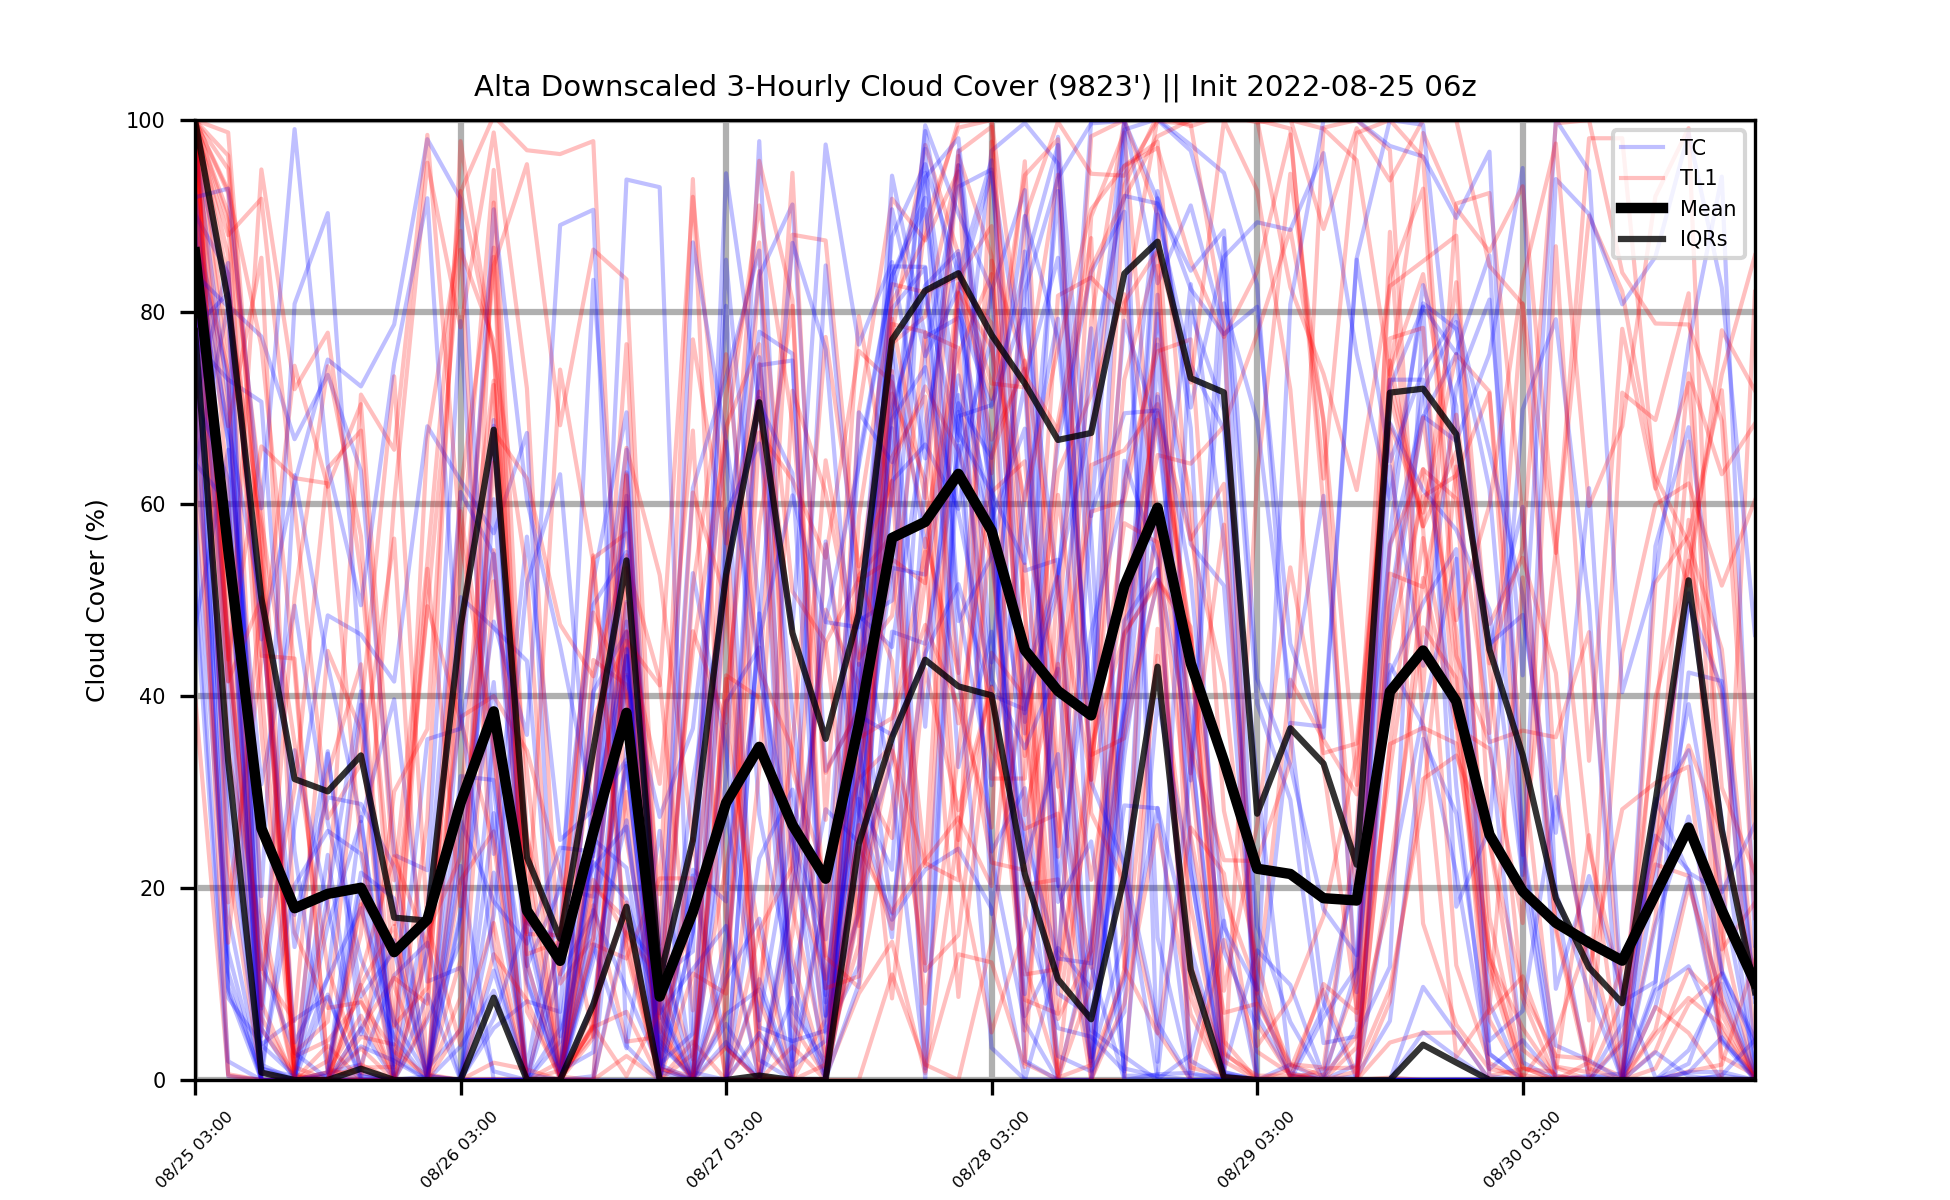 Alta Downscaled 3-Hourly Cloud Cover (9823') || Init 2022-08-25 06z
Cloud Cover (%)
100
80
60
40
20
0
TC
TL1
Mean
IQRs
08/25 03:00
08/26 03:00
08/27 03:00
08/28 03:00
08/29 03:00
08/30 03:00